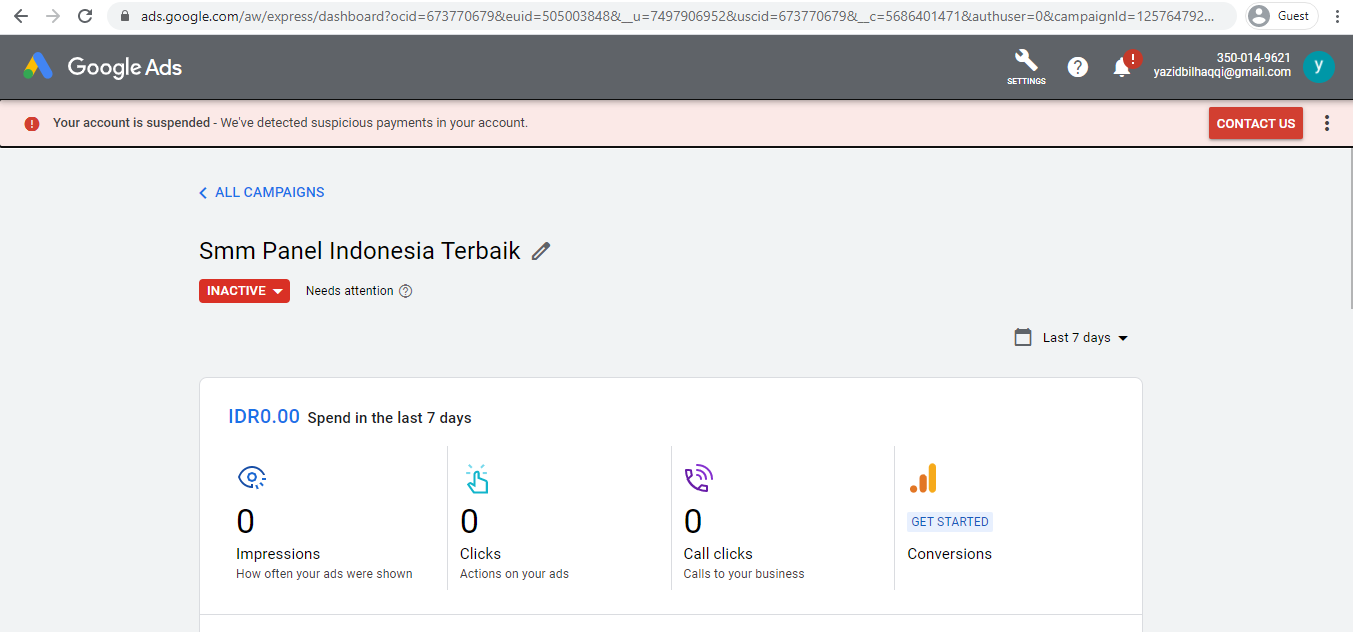 ads.google.com/aw/express/dashboard?ocid=673770679&euid=505003848&__u=7497906952&uscid=673770679&__c=5686401471&authuser=0&campaignId=125764792...
Guest
Google Ads
SETTINGS
?
!
350-014-9621
yazidbilhaqqi@gmail.com
y
! Your account is suspended - We've detected suspicious payments in your account.
CONTACT US
ALL CAMPAIGNS
Smm Panel Indonesia Terbaik
INACTIVE
Needs attention ?
Last 7 days
IDR0.00 Spend in the last 7 days
0
Impressions
How often your ads were shown
0
Clicks
Actions on your ads
0
Call clicks
Calls to your business
GET STARTED
Conversions